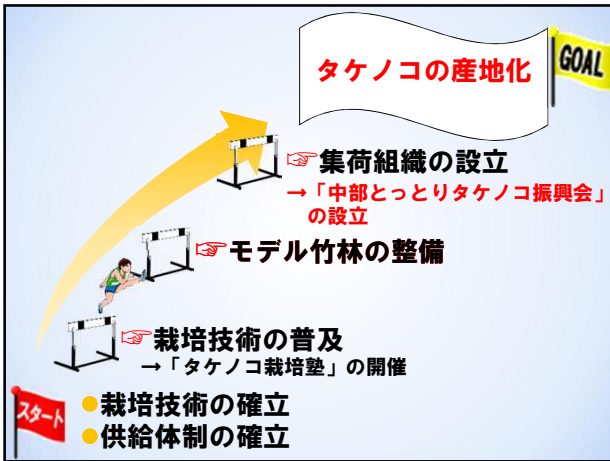 GOAL
タケノコの産地化
☞集荷組織の設立
→「中部とっとりタケノコ振興会」
の設立
☞モデル竹林の整備
☞栽培技術の普及
→「タケノコ栽培塾」の開催
スタート
●栽培技術の確立
●供給体制の確立